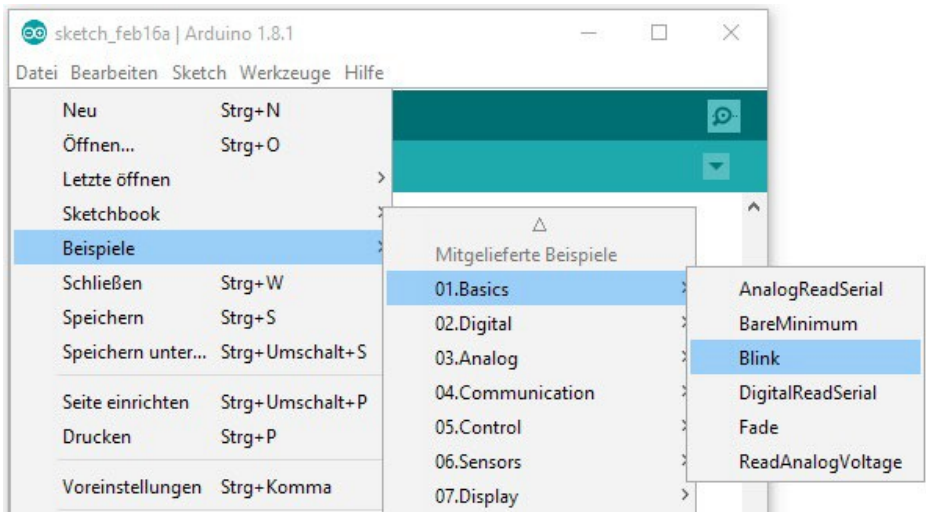 sketch_feb16a | Arduino 1.8.1
Datei Bearbeiten Sketch Werkzeuge Hilfe
Neu Strg+N
Öffnen... Strg+O
Letzte öffnen
Sketchbook
Beispiele
Schließen Strg+W
Speichern Strg+S
Speichern unter... Strg+Umschalt+S
Seite einrichten Strg+Umschalt+P
Drucken Strg+P
Voreinstellungen Strg+Komma
Mitgelieferte Beispiele
01.Basics
02.Digital
03.Analog
04.Communication
05.Control
06.Sensors
07.Display
AnalogReadSerial
BareMinimum
Blink
DigitalReadSerial
Fade
ReadAnalogVoltage